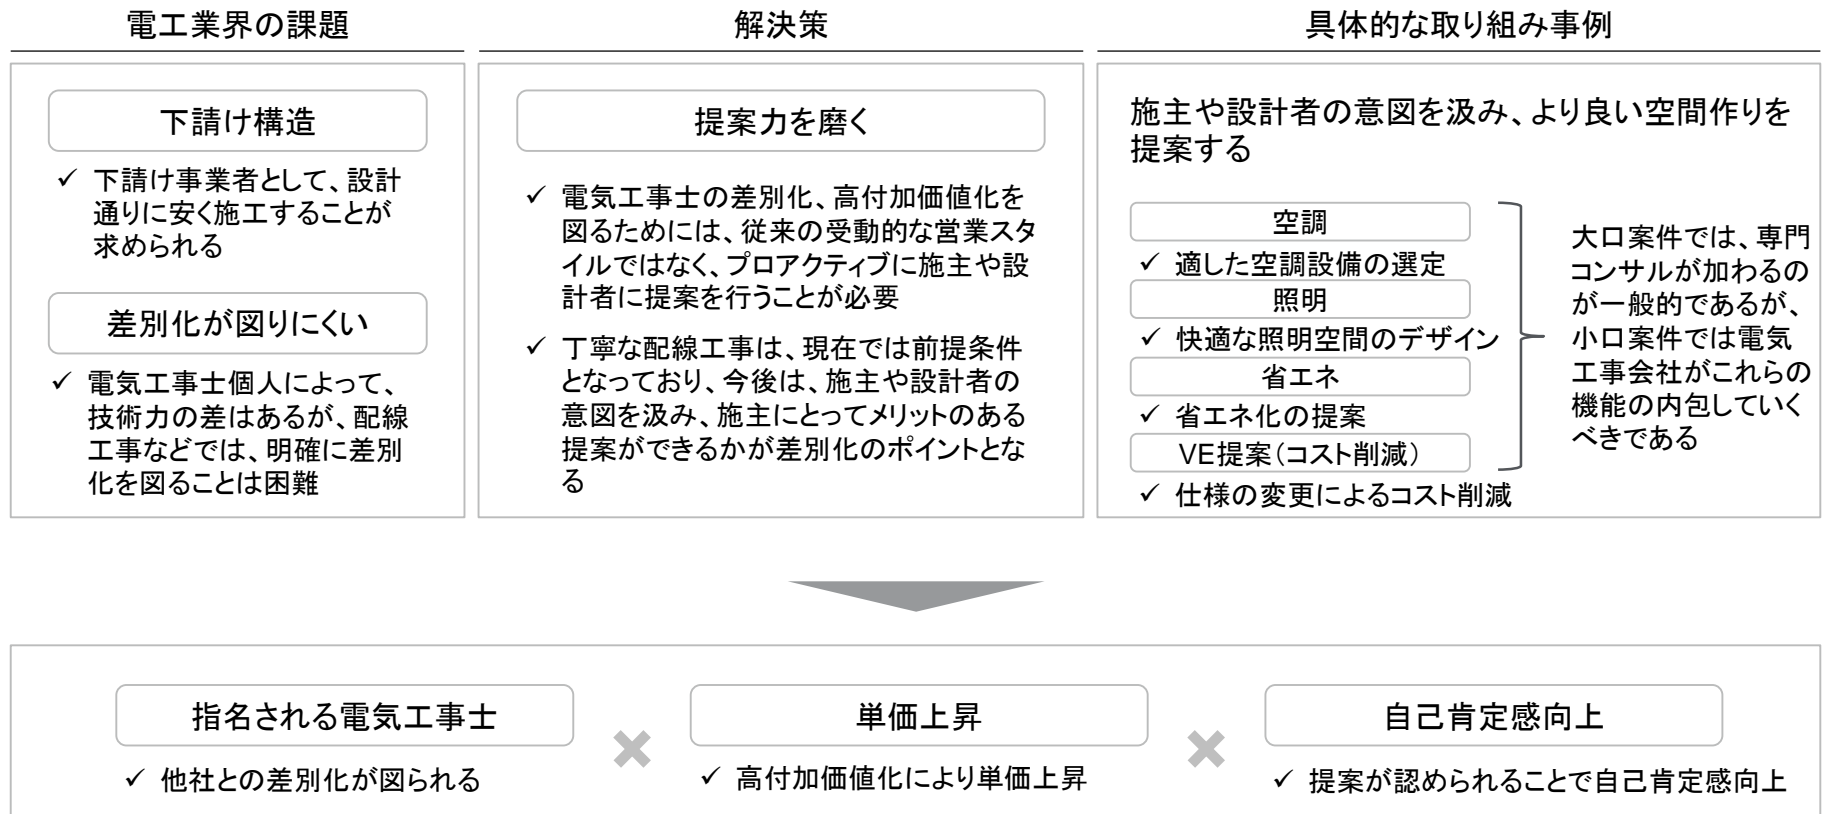 電工業界の課題
下請け構造
✓ 下請け事業者として、設計
通りに安く施工することが
求められる
差別化が図りにくい
✓ 電気工事士個人によって、
技術力の差はあるが、配線
工事などでは、明確に差別
化を図ることは困難
解決策
提案力を磨く
✓ 電気工事士の差別化、高付加価値化を
図るためには、従来の受動的な営業スタ
イルではなく、プロアクティブに施主や設
計者に提案を行うことが必要
✓ 丁寧な配線工事は、現在では前提条件
となっており、今後は、施主や設計者の
意図を汲み、施主にとってメリットのある
提案ができるかが差別化のポイントとな
る
具体的な取り組み事例
施主や設計者の意図を汲み、より良い空間作りを
提案する
空調
✓ 適した空調設備の選定
照明
✓ 快適な照明空間のデザイン
省エネ
✓ 省エネ化の提案
VE提案(コスト削減)
✓ 仕様の変更によるコスト削減
大口案件では、専門
コンサルが加わるの
が一般的であるが、
小口案件では電気
工事会社がこれらの
機能の内包していく
べきである
指名される電気工事士
✓ 他社との差別化が図られる
単価上昇
✓ 高付加価値化により単価上昇
自己肯定感向上
✓ 提案が認められることで自己肯定感向上